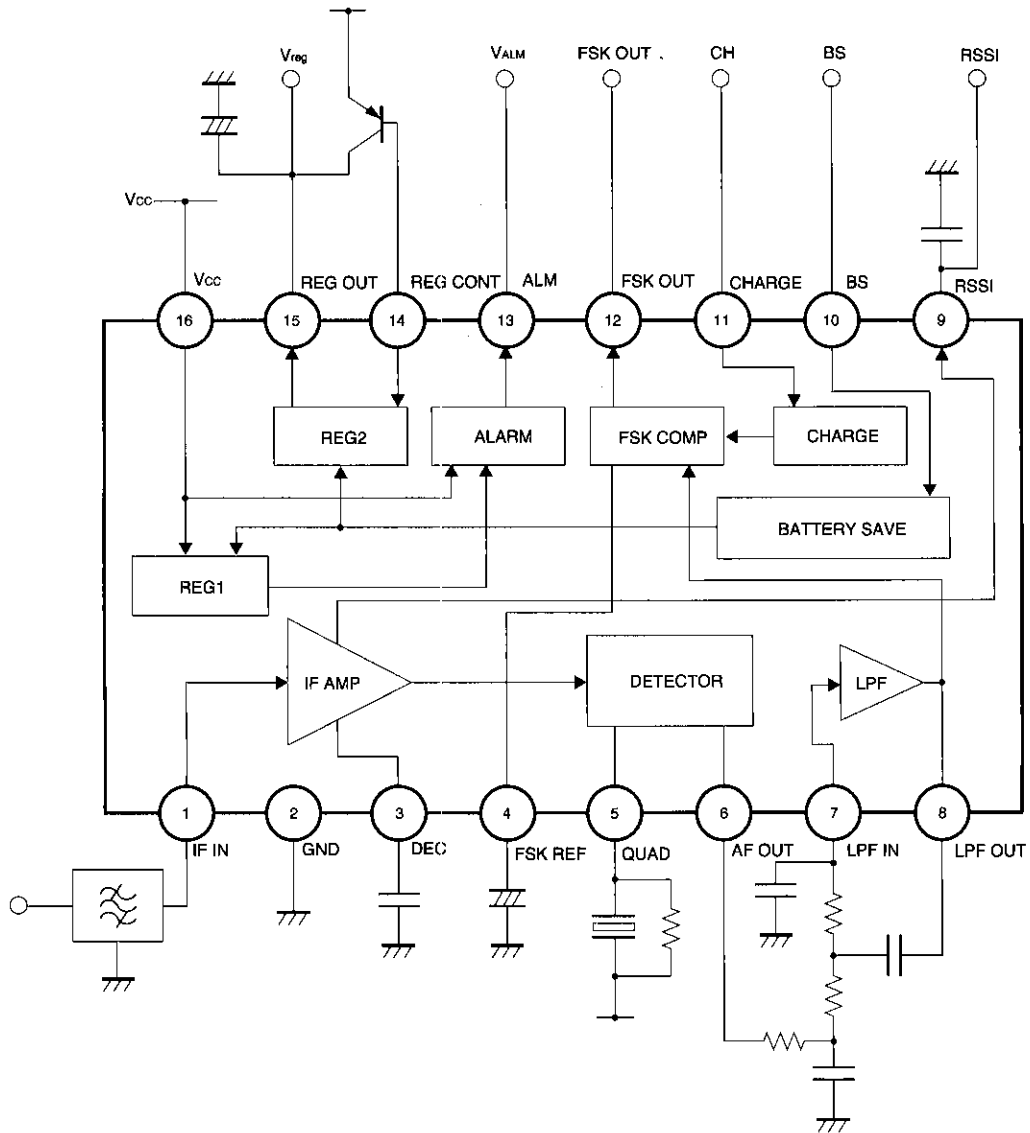 Vreg
VALM
FSK OUT
CH
BS
RSSI
Vcc
Vcc
REG OUT
REG CONT
ALM
FSK OUT
CHARGE
BS
RSSI
16
15
14
13
12
11
10
9
REG2
ALARM
FSK COMP
CHARGE
BATTERY SAVE
REG1
IF AMP
DETECTOR
LPF
1
2
3
4
5
6
7
8
IF IN
GND
DEC
FSK REF
QUAD
AF OUT
LPF IN
LPF OUT